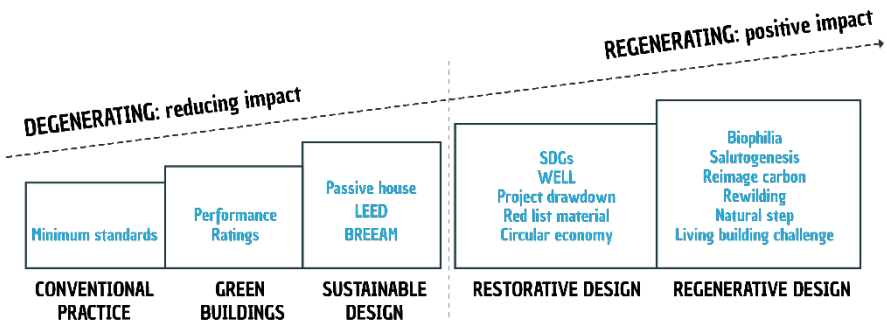 REGENERATING: positive impact
DEGENERATING: reducing impact
Minimum standards
Performance
Ratings
Passive house
LEED
BREEAM
SDGs
WELL
Project drawdown
Red list material
Circular economy
Biophilia
Salutogenesis
Reimage carbon
Rewilding
Natural step
Living building challenge
CONVENTIONAL
PRACTICE
GREEN
BUILDINGS
SUSTAINABLE
DESIGN
RESTORATIVE DESIGN
REGENERATIVE DESIGN